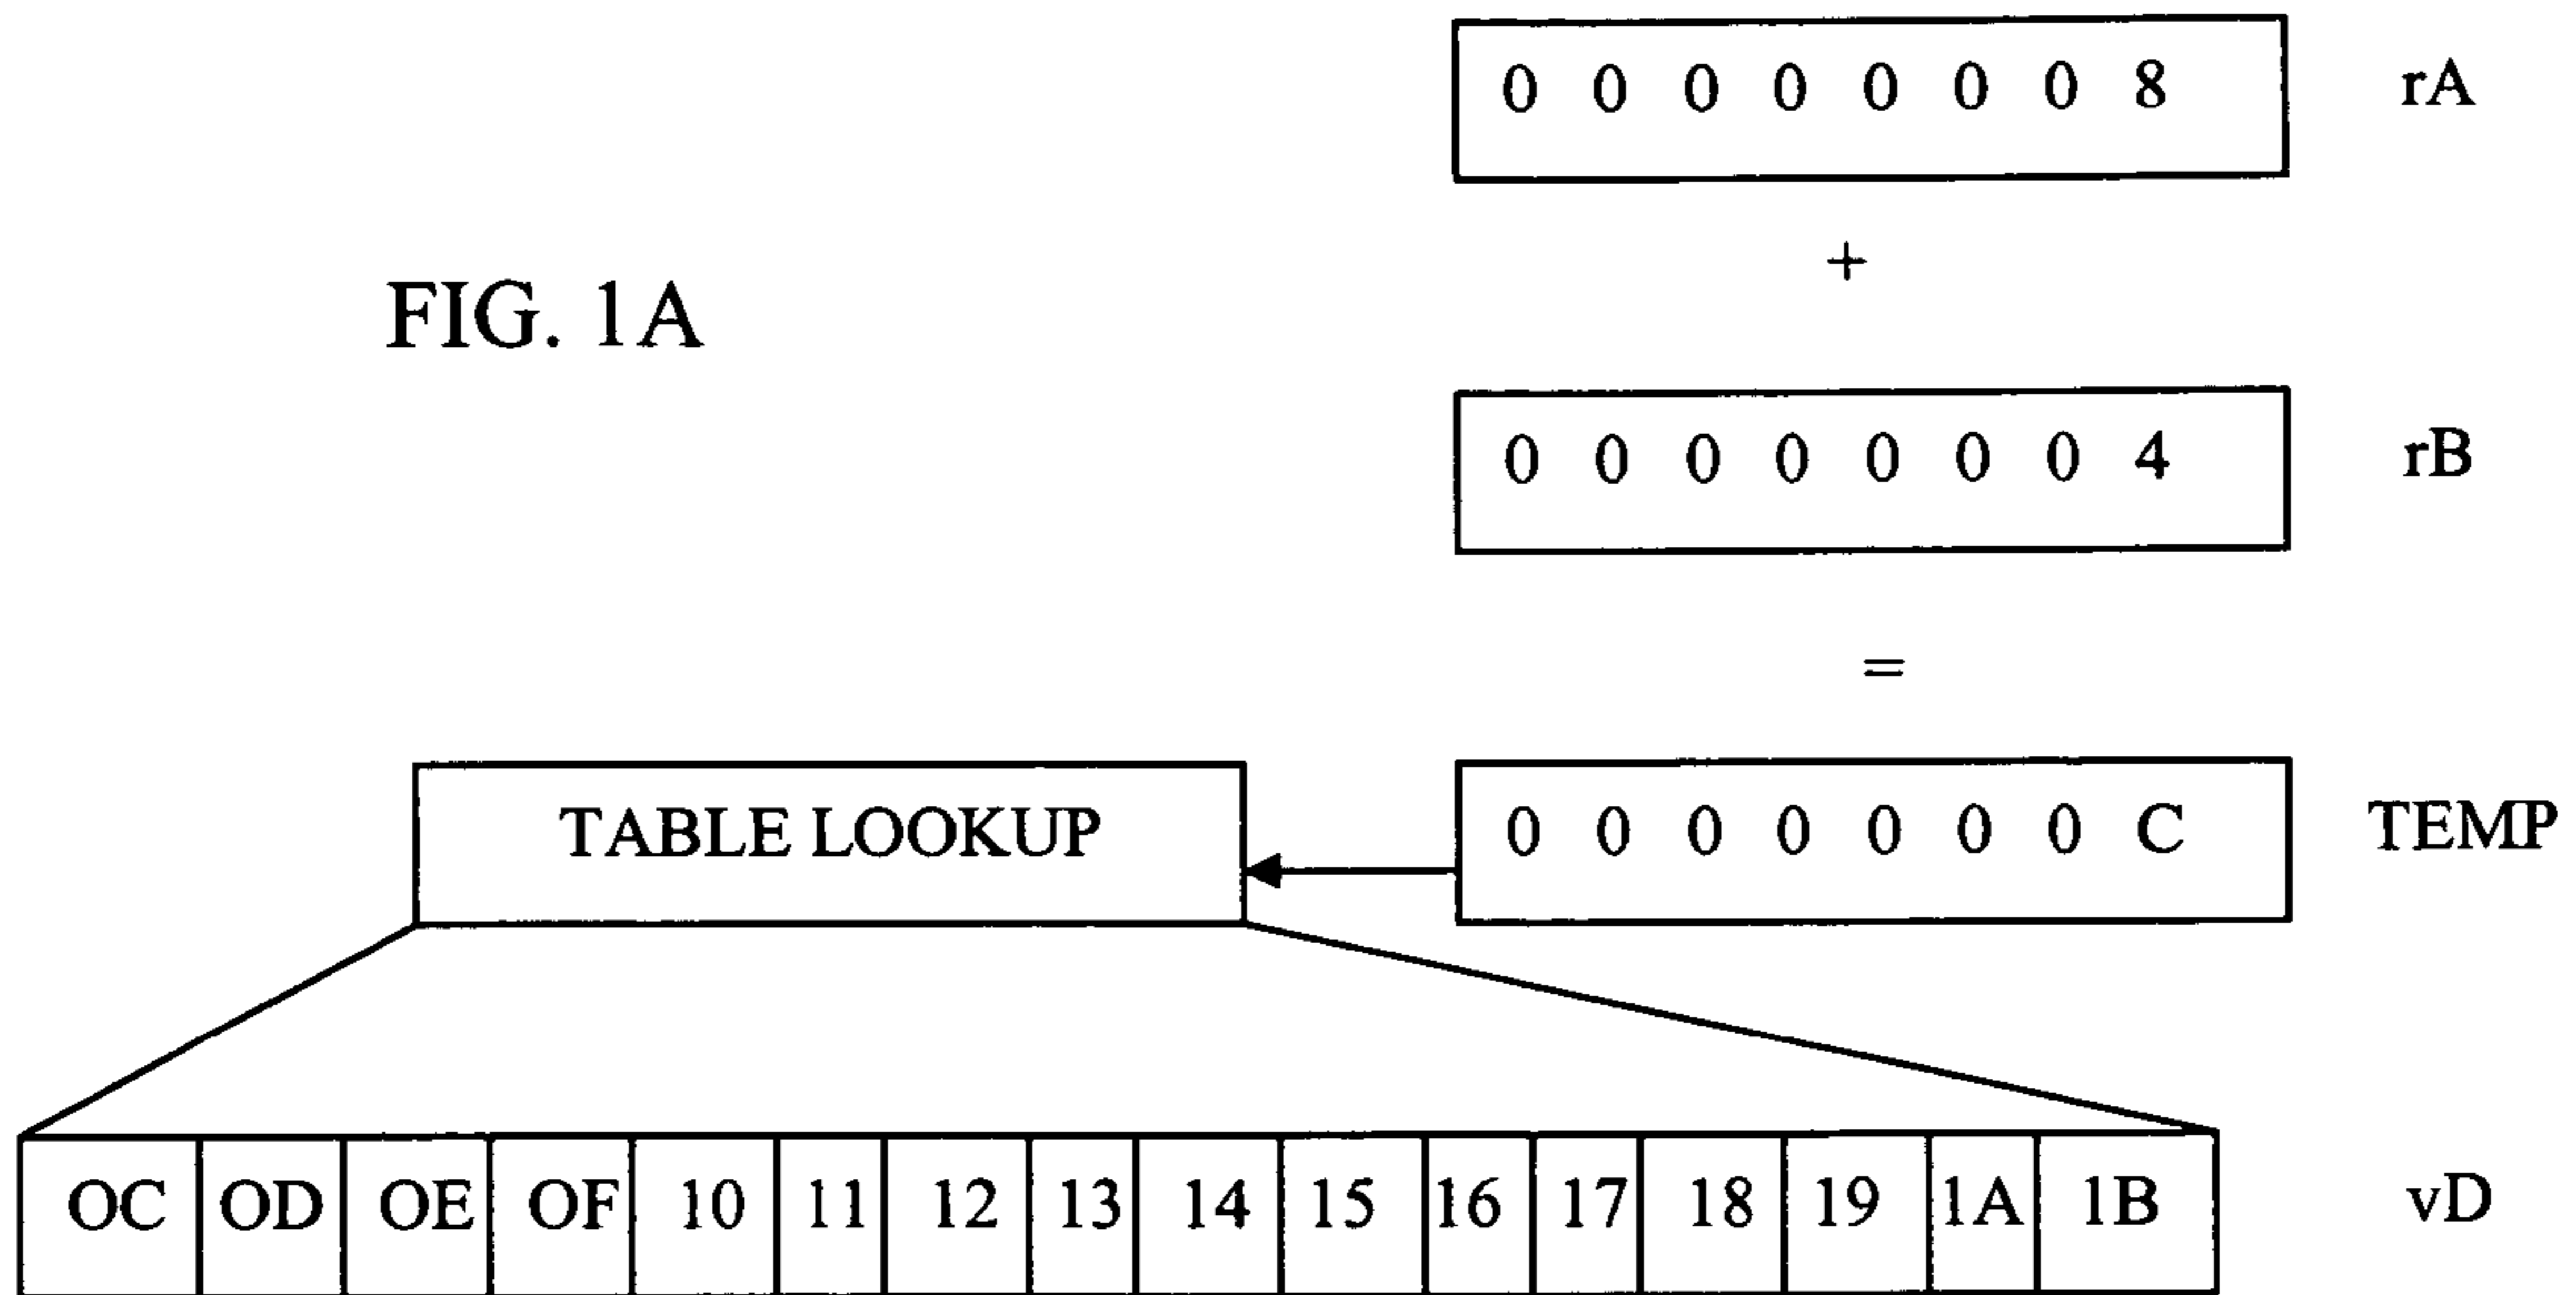 0 0 0 0 0 0 0 8 rA
+
FIG. 1A
0 0 0 0 0 0 0 4 rB
=
TABLE LOOKUP 0 0 0 0 0 0 0 C TEMP
OC OD OE OF 10 11 12 13 14 15 16 17 18 19 1A 1B vD